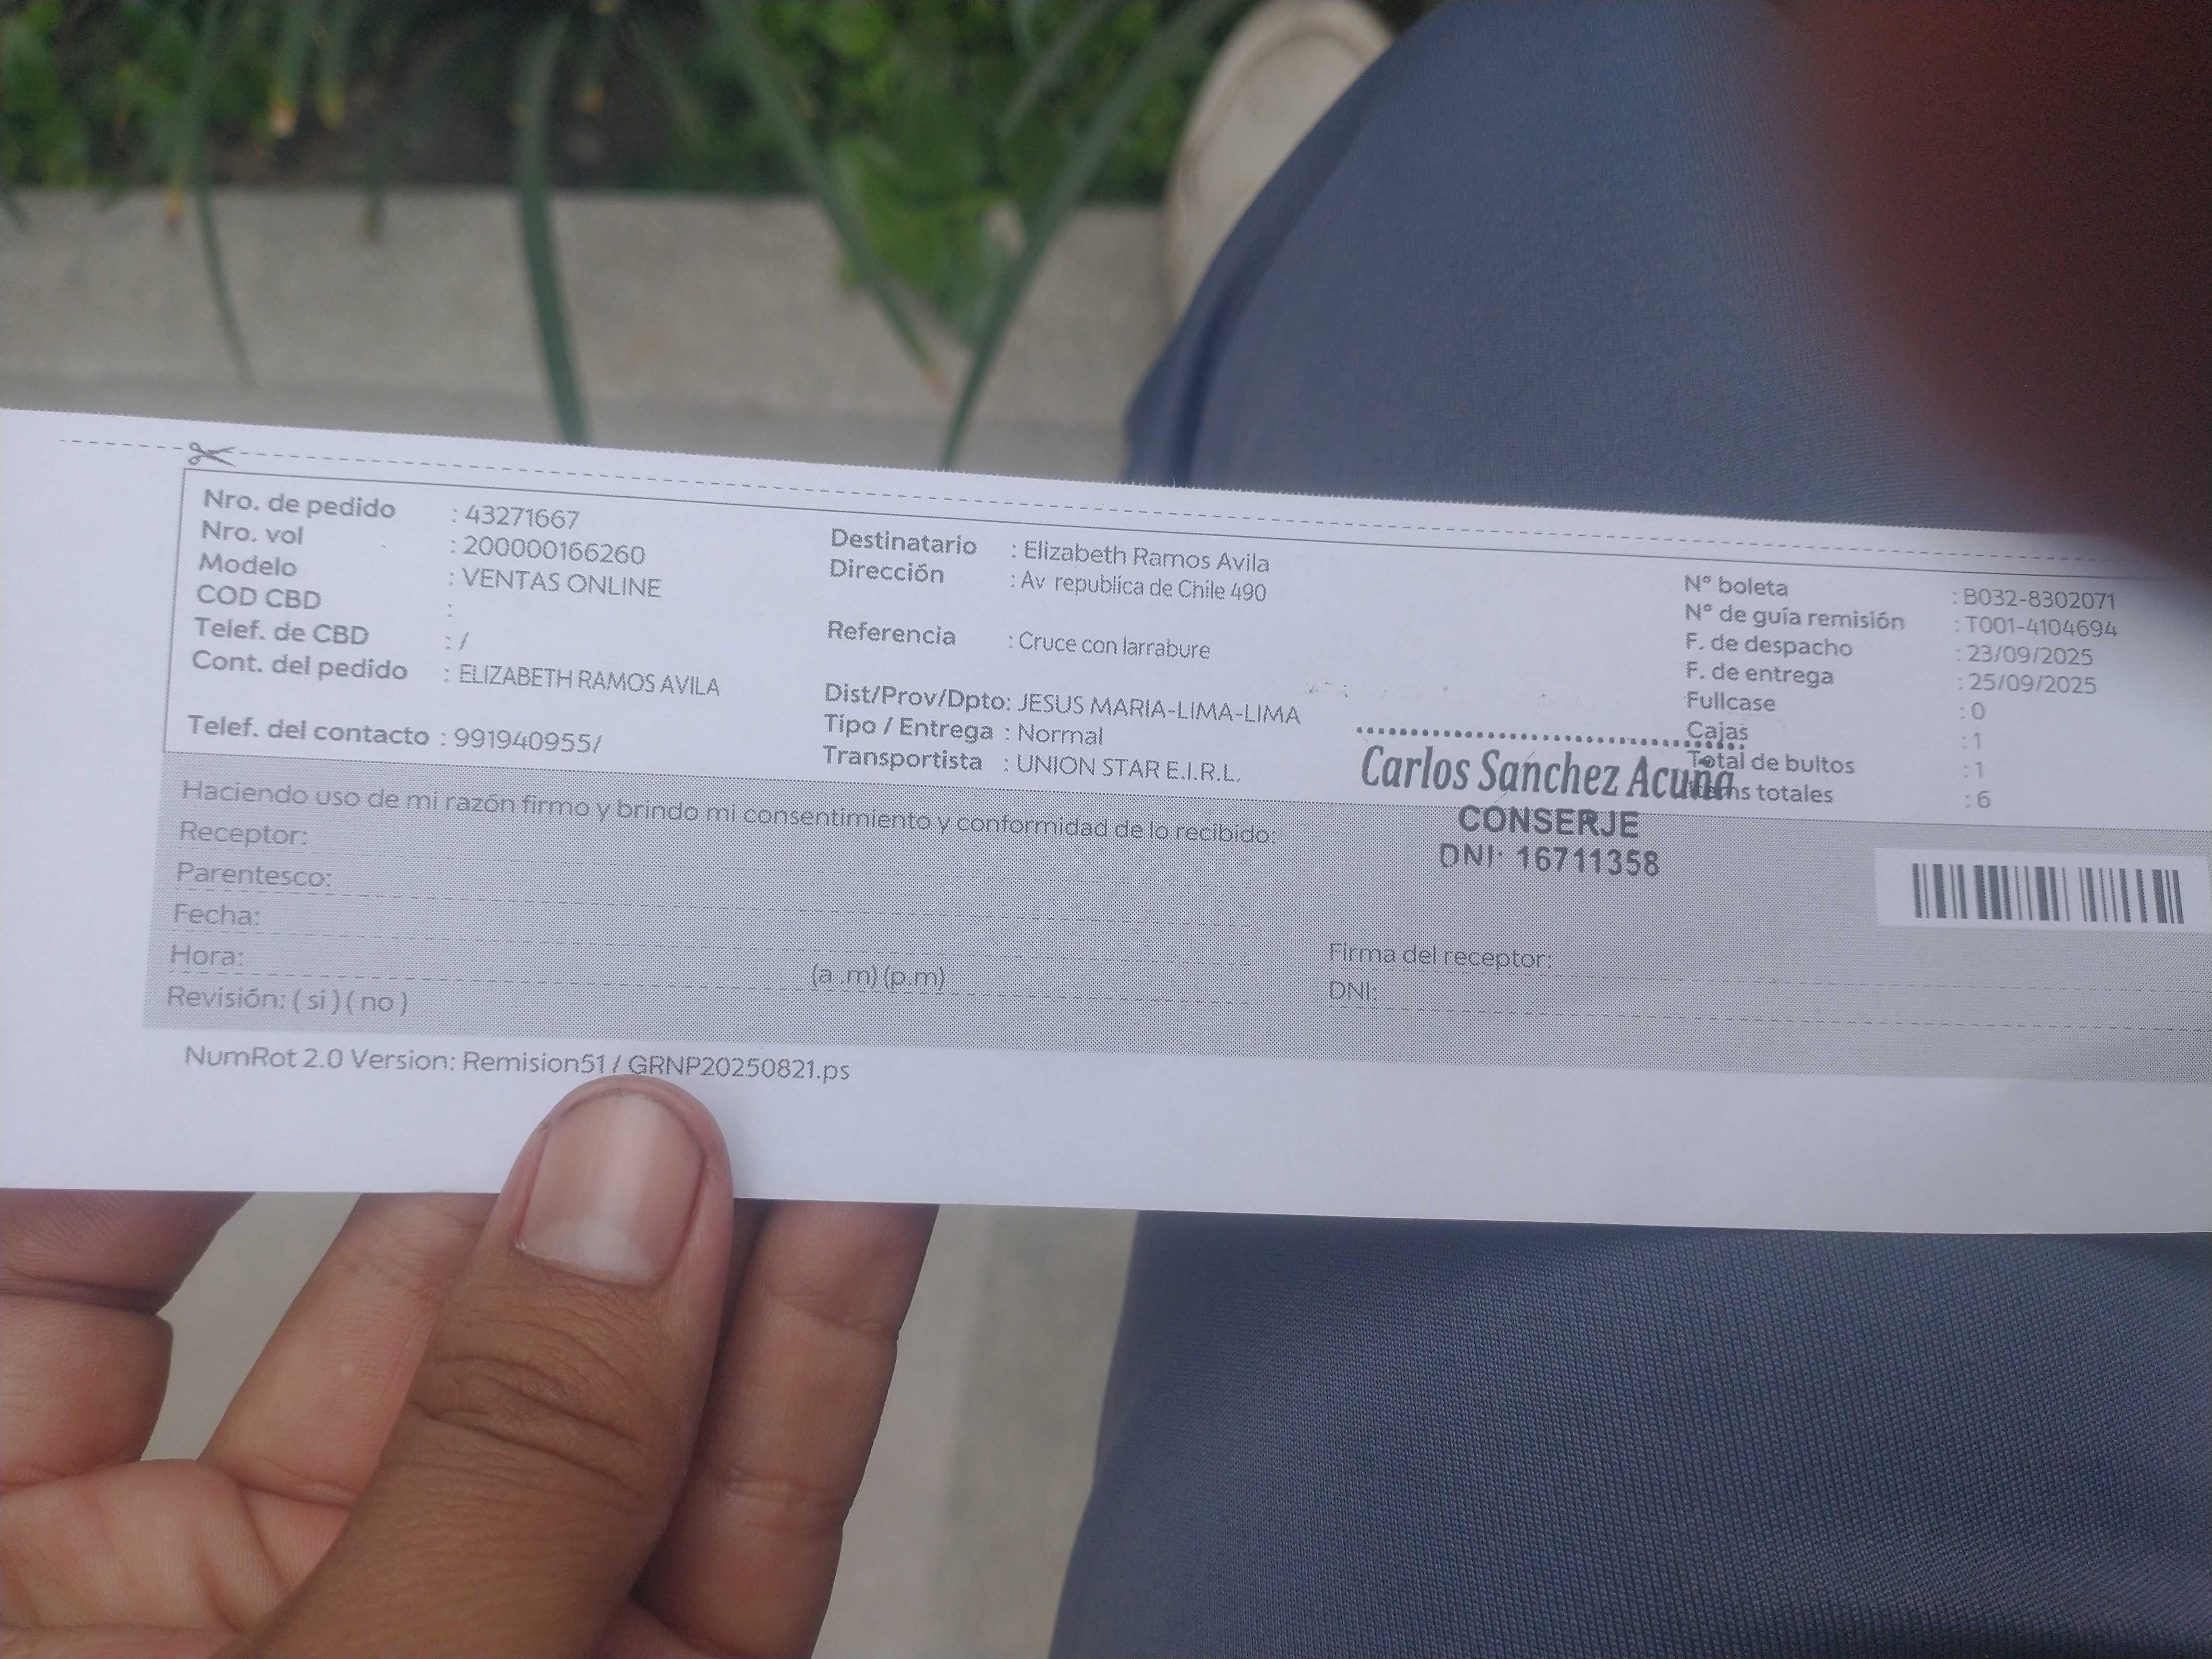 Nro. de pedido : 43271667
Nro. vol : 200000166260
Modelo : VENTAS ONLINE
COD CBD :
Telef. de CBD : /
Cont. del pedido : ELIZABETH RAMOS AVILA
Telef. del contacto : 991940955/
Destinatario : Elizabeth Ramos Avila
Dirección : Av republica de Chile 490
Referencia : Cruce con larrabure
Dist/Prov/Dpto: JESUS MARIA-LIMA-LIMA
Tipo / Entrega : Normal
Transportista : UNION STAR E.I.R.L.
N° boleta : B032-8302071
N° de guía remisión : T001-4104694
F. de despacho : 23/09/2025
F. de entrega : 25/09/2025
Fullcase : 0
Cajas : 1
Total de bultos : 1
totales : 6
Carlos Sanchez Acuña
CONSERJE
DNI: 16711358
Haciendo uso de mi razón firmo y brindo mi consentimiento y conformidad de lo recibido:
Receptor:
Parentesco:
Fecha:
Hora: (a .m) (p.m)
Revisión: ( si ) ( no )
Firma del receptor:
DNI:
NumRot 2.0 Version: Remision51 / GRNP20250821.ps